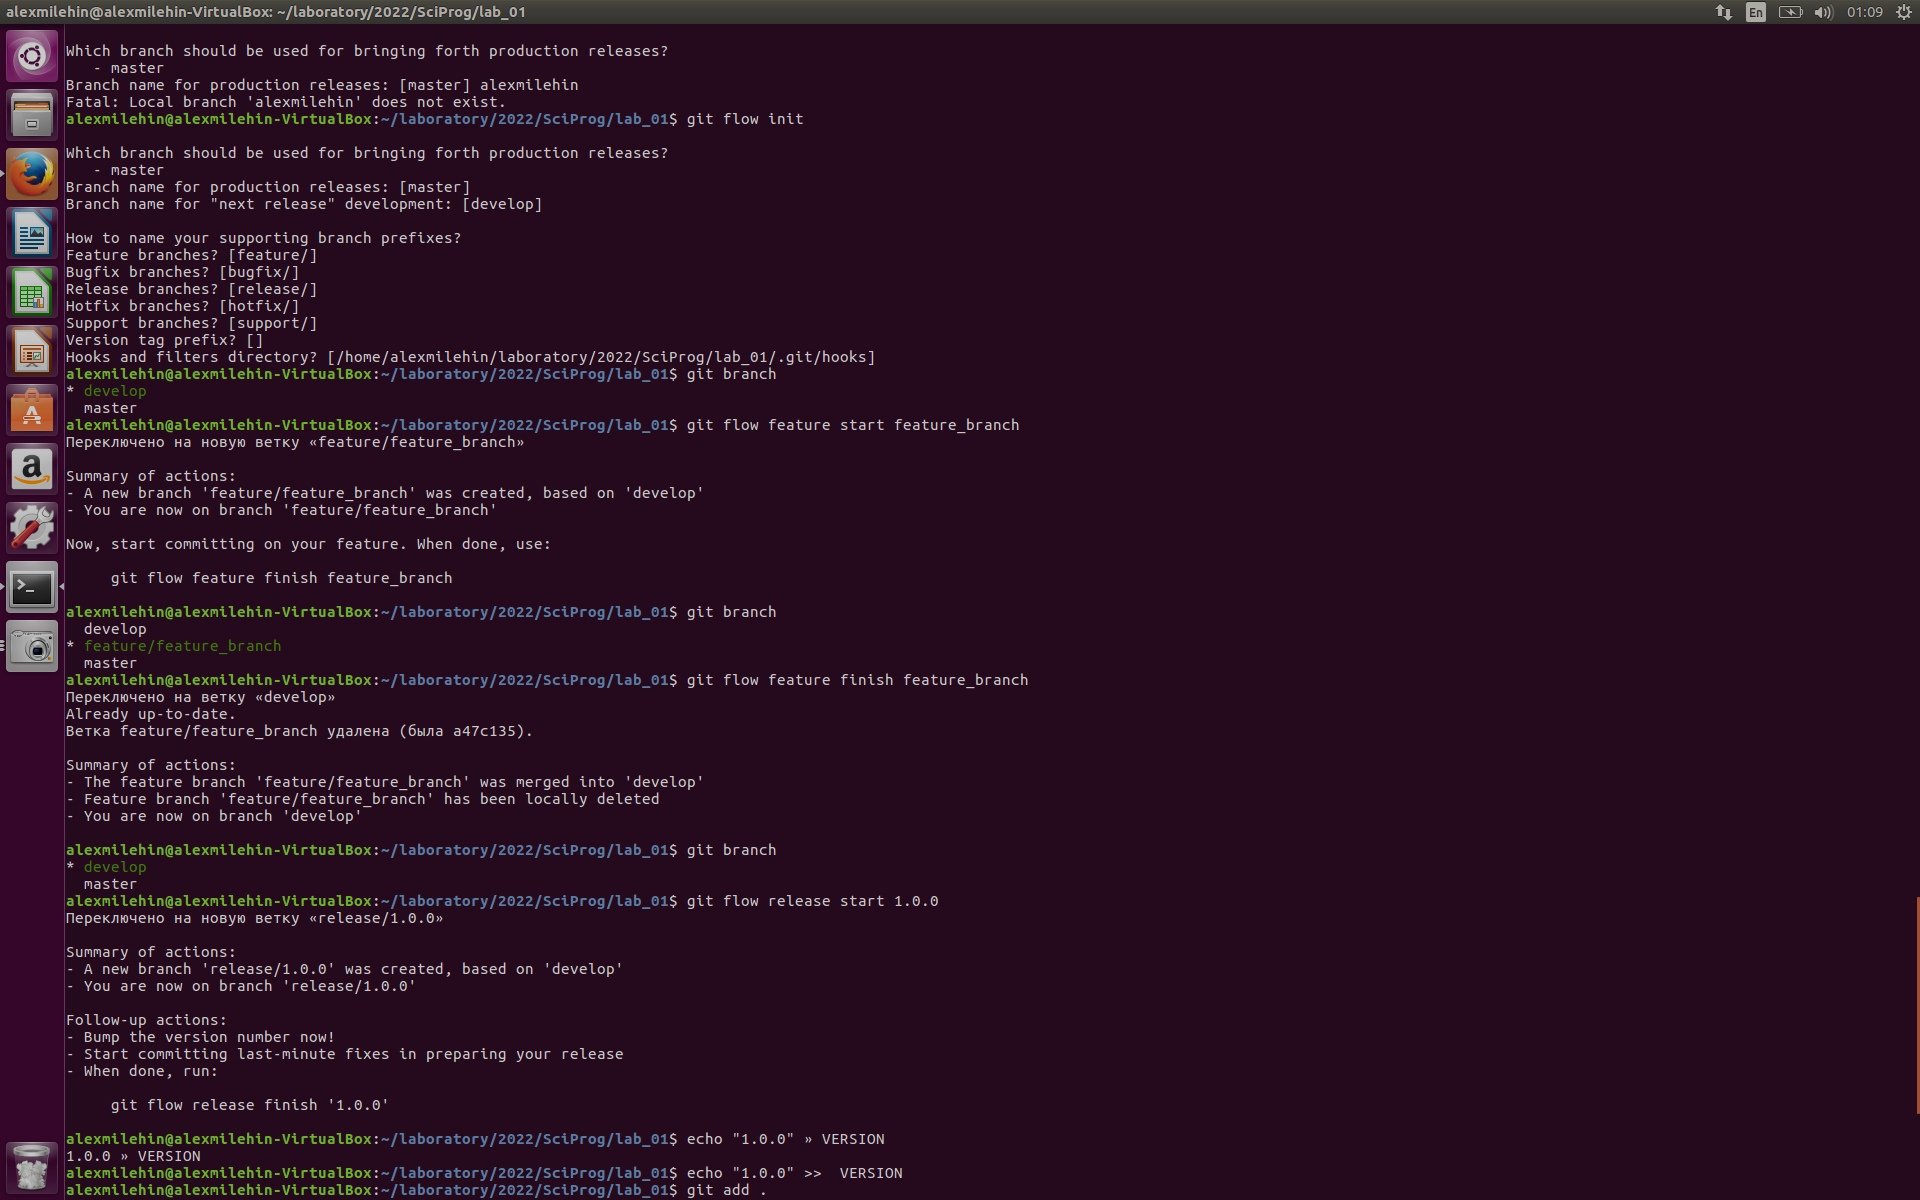 alexmilehin@alexmilehin-VirtualBox: ~/laboratory/2022/SciProg/lab_01
En
01:09
Which branch should be used for bringing forth production releases?
- master
Branch name for production releases: [master] alexmilehin
Fatal: Local branch 'alexmilehin' does not exist.
alexmilehin@alexmilehin-VirtualBox:~/laboratory/2022/SciProg/lab_01$ git flow init
Which branch should be used for bringing forth production releases?
- master
Branch name for production releases: [master]
Branch name for "next release" development: [develop]
How to name your supporting branch prefixes?
Feature branches? [feature/]
Bugfix branches? [bugfix/]
Release branches? [release/]
Hotfix branches? [hotfix/]
Support branches? [support/]
Version tag prefix? []
Hooks and filters directory? [/home/alexmilehin/laboratory/2022/SciProg/lab_01/.git/hooks]
alexmilehin@alexmilehin-VirtualBox:~/laboratory/2022/SciProg/lab_01$ git branch
* develop
master
alexmilehin@alexmilehin-VirtualBox:~/laboratory/2022/SciProg/lab_01$ git flow feature start feature_branch
Переключено на новую ветку «feature/feature_branch»
Summary of actions:
- A new branch 'feature/feature_branch' was created, based on 'develop'
- You are now on branch 'feature/feature_branch'
Now, start committing on your feature. When done, use:
git flow feature finish feature_branch
alexmilehin@alexmilehin-VirtualBox:~/laboratory/2022/SciProg/lab_01$ git branch
develop
* feature/feature_branch
master
alexmilehin@alexmilehin-VirtualBox:~/laboratory/2022/SciProg/lab_01$ git flow feature finish feature_branch
Переключено на ветку «develop»
Already up-to-date.
Ветка feature/feature_branch удалена (была a47c135).
Summary of actions:
- The feature branch 'feature/feature_branch' was merged into 'develop'
- Feature branch 'feature/feature_branch' has been locally deleted
- You are now on branch 'develop'
alexmilehin@alexmilehin-VirtualBox:~/laboratory/2022/SciProg/lab_01$ git branch
* develop
master
alexmilehin@alexmilehin-VirtualBox:~/laboratory/2022/SciProg/lab_01$ git flow release start 1.0.0
Переключено на новую ветку «release/1.0.0»
Summary of actions:
- A new branch 'release/1.0.0' was created, based on 'develop'
- You are now on branch 'release/1.0.0'
Follow-up actions:
- Bump the version number now!
- Start committing last-minute fixes in preparing your release
- When done, run:
git flow release finish '1.0.0'
alexmilehin@alexmilehin-VirtualBox:~/laboratory/2022/SciProg/lab_01$ echo "1.0.0" » VERSION
1.0.0 » VERSION
alexmilehin@alexmilehin-VirtualBox:~/laboratory/2022/SciProg/lab_01$ echo "1.0.0" >>  VERSION
alexmilehin@alexmilehin-VirtualBox:~/laboratory/2022/SciProg/lab_01$ git add .